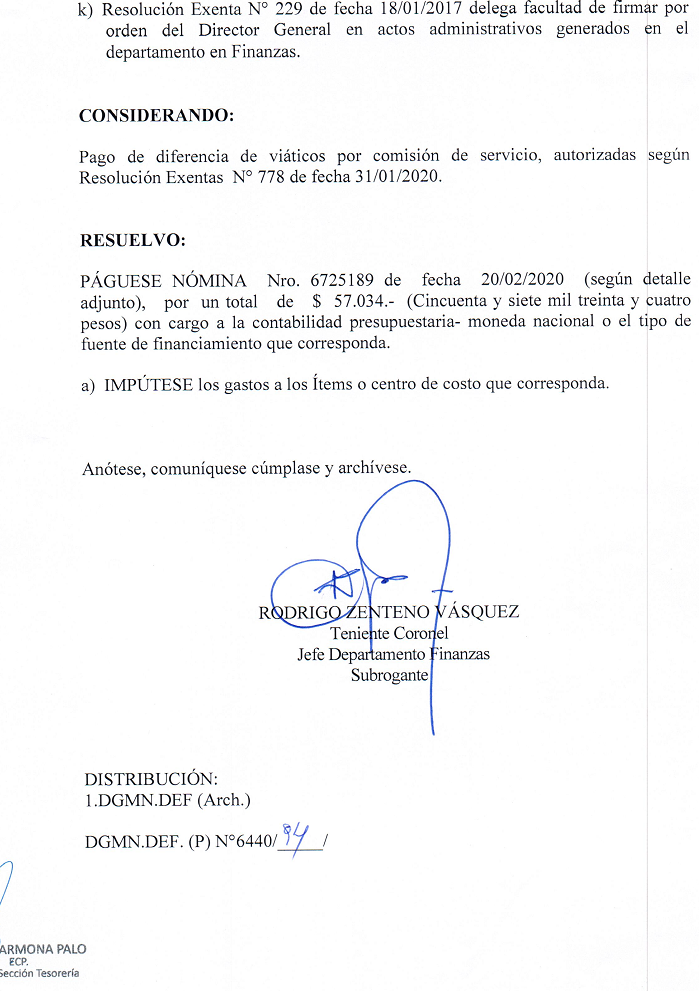 k) Resolución Exenta N° 229 de fecha 18/01/2017 delega facultad de firmar por
orden del Director General en actos administrativos generados en el
departamento en Finanzas.
CONSIDERANDO:
Pago de diferencia de viáticos por comisión de servicio, autorizadas según
Resolución Exentas N° 778 de fecha 31/01/2020.
RESUELVO:
PÁGUESE NÓMINA Nro. 6725189 de fecha 20/02/2020 (según detalle
adjunto), por un total de $ 57.034.- (Cincuenta y siete mil treinta y cuatro
pesos) con cargo a la contabilidad presupuestaria- moneda nacional o el tipo de
fuente de financiamiento que corresponda.
a) IMPÚTESE los gastos a los Ítems o centro de costo que corresponda.
Anótese, comuníquese cúmplase y archívese.
RODRIGO ZENTENO VÁSQUEZ
Teniente Coronel
Jefe Departamento Finanzas
Subrogante
DISTRIBUCIÓN:
1.DGMN.DEF (Arch.)
DGMN.DEF. (P) N°6440/ 94 /
ARMONA PALO
ECP.
Sección Tesorería